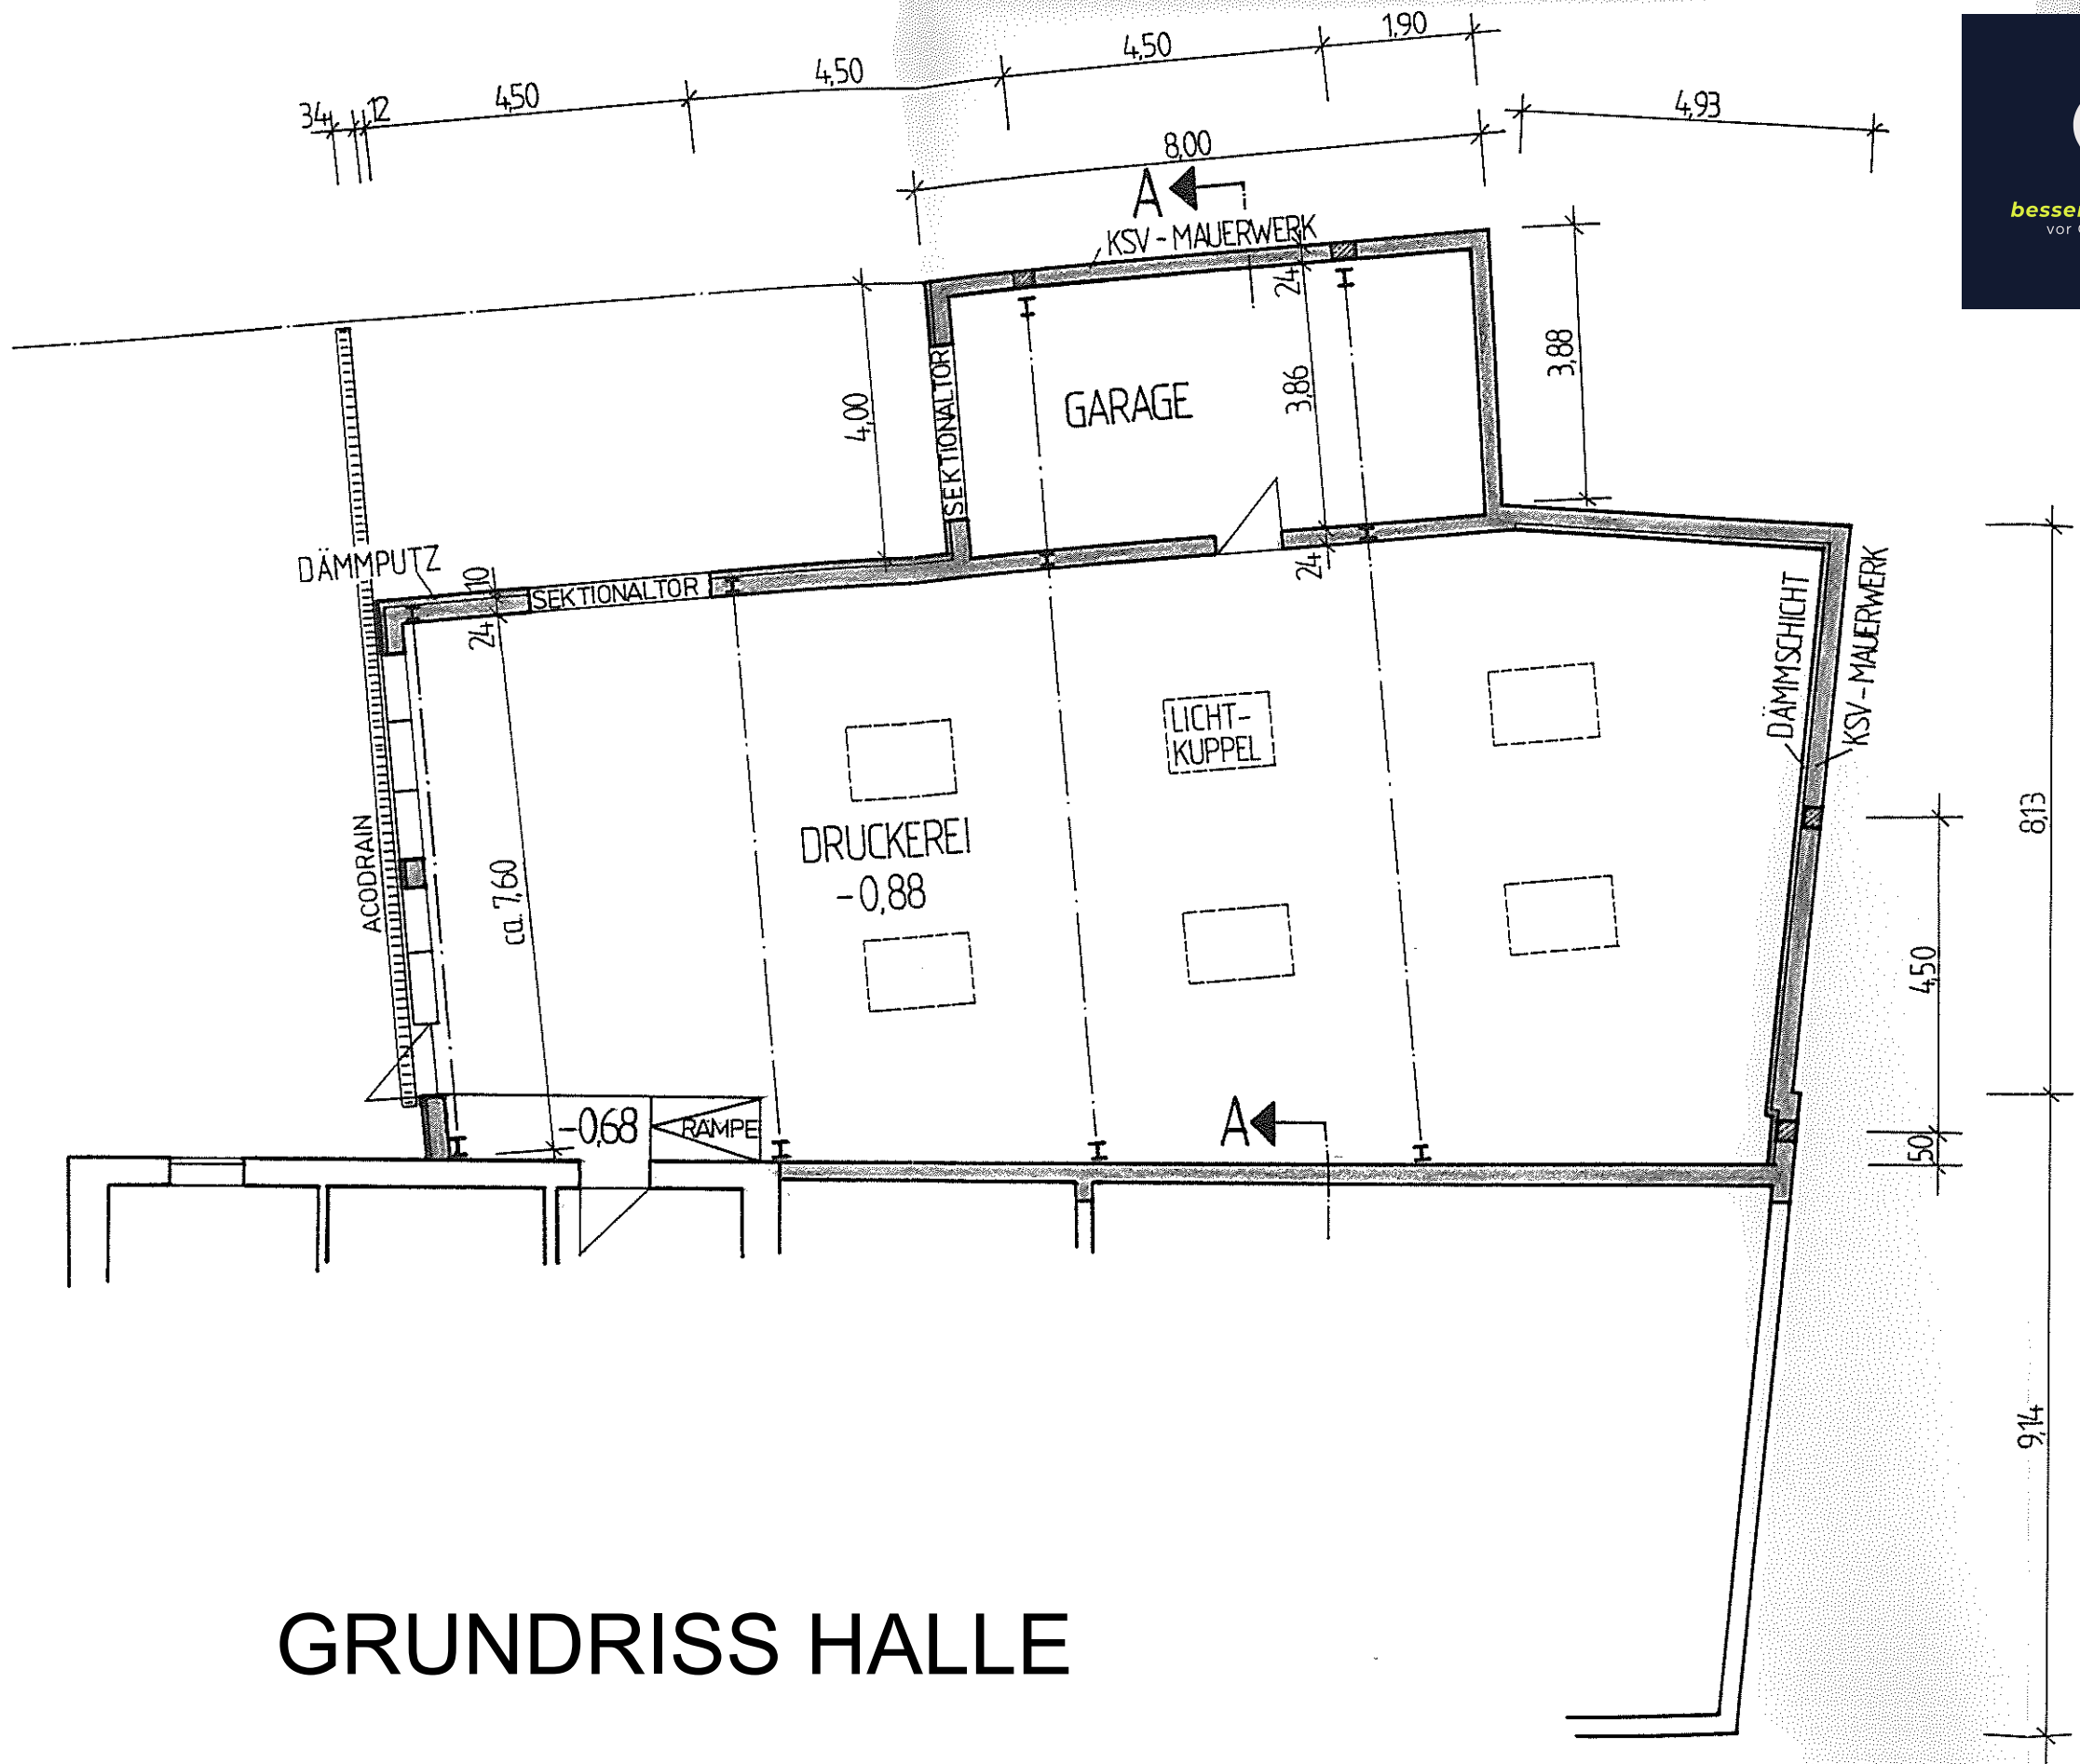 1,90
4,50
4,50
4,50
34
12
4,93
8,00
A
KSV-MAUERWERK
24
besser
vor
SEKTIONALTOR
GARAGE
4,00
3,86
3,88
DÄMMPUTZ
10
SEKTIONALTOR
24
24
DÄMMSCHICHT
KSV-MAUERWERK
LICHT-
KUPPEL
ACODRAIN
DRUCKEREI
-0,88
ca. 7,60
8,13
4,50
-0,68
RAMPE
A
50
9,14
GRUNDRISS HALLE